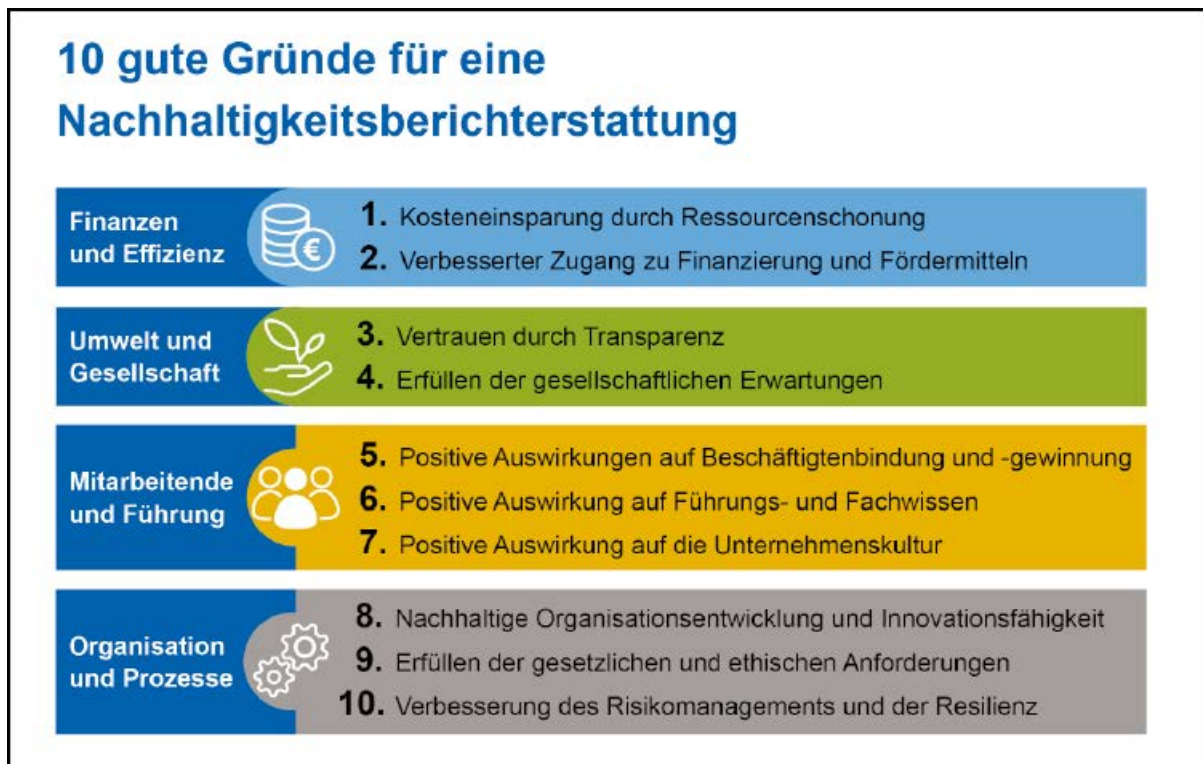 10 gute Gründe für eine
Nachhaltigkeitsberichterstattung
Finanzen
und Effizienz
€
1. Kosteneinsparung durch Ressourcenschonung
2. Verbesserter Zugang zu Finanzierung und Fördermitteln
Umwelt und
Gesellschaft
3. Vertrauen durch Transparenz
4. Erfüllen der gesellschaftlichen Erwartungen
Mitarbeitende
und Führung
5. Positive Auswirkungen auf Beschäftigtenbindung und -gewinnung
6. Positive Auswirkung auf Führungs- und Fachwissen
7. Positive Auswirkung auf die Unternehmenskultur
Organisation
und Prozesse
8. Nachhaltige Organisationsentwicklung und Innovationsfähigkeit
9. Erfüllen der gesetzlichen und ethischen Anforderungen
10. Verbesserung des Risikomanagements und der Resilienz